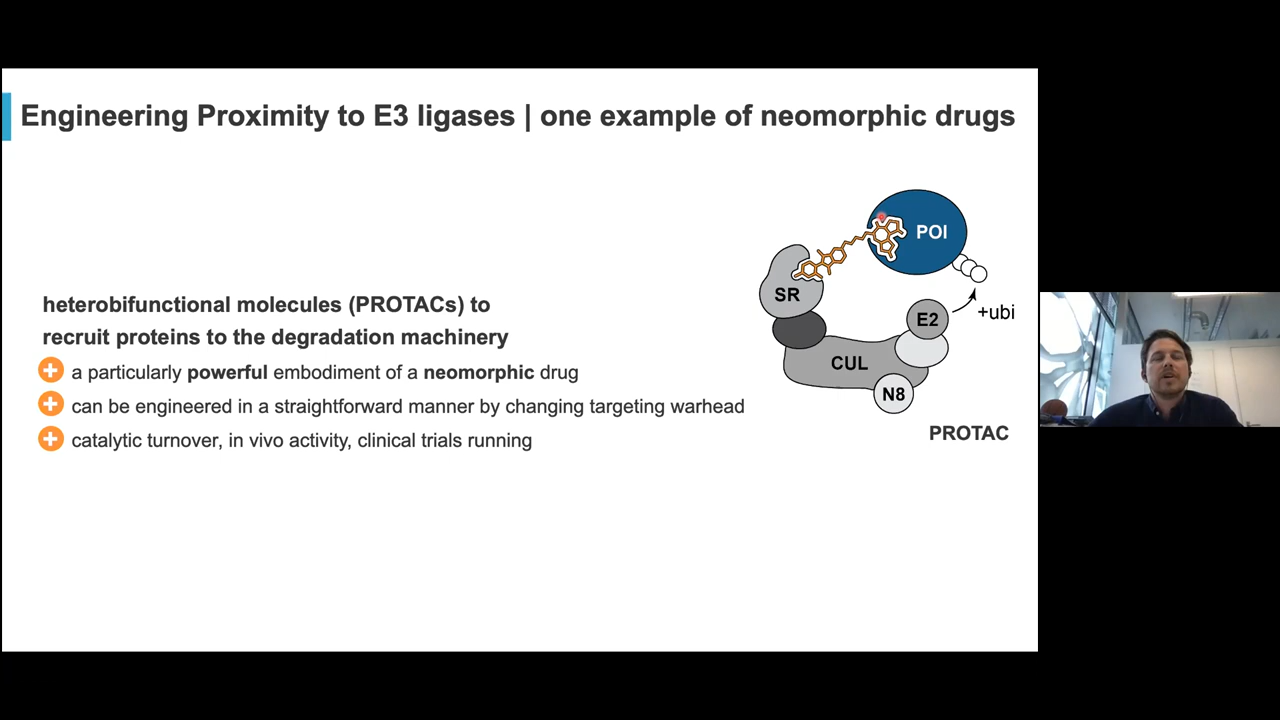 Engineering Proximity to E3 ligases | one example of neomorphic drugs
heterobifunctional molecules (PROTACs) to
recruit proteins to the degradation machinery
a particularly powerful embodiment of a neomorphic drug
can be engineered in a straightforward manner by changing targeting warhead
catalytic turnover, in vivo activity, clinical trials running
POI
SR
E2
+ubi
CUL
N8
PROTAC